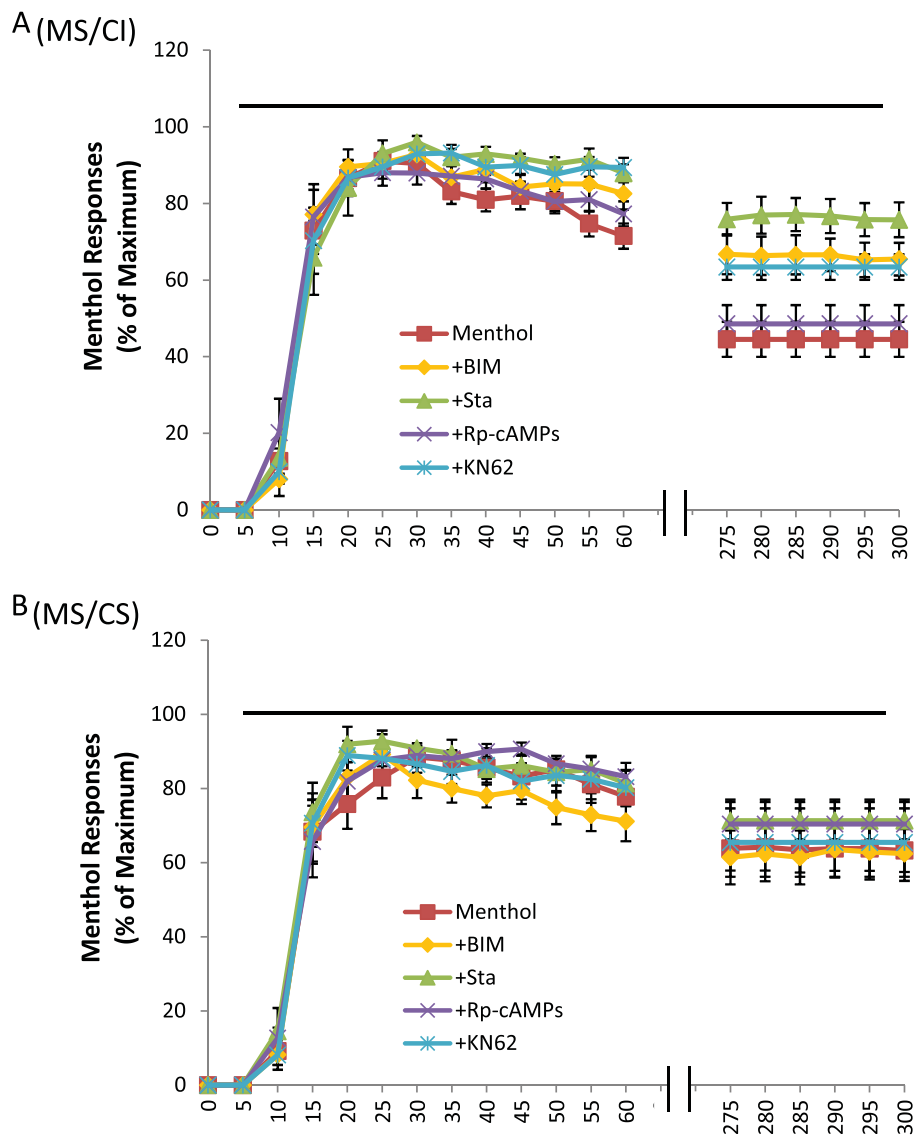 A (MS/CI)
120
100
80
60
40
20
0
Menthol Responses
(% of Maximum)
Menthol
+BIM
+Sta
+Rp-cAMPs
+KN62
0 5 10 15 20 25 30 35 40 45 50 55 60 275 280 285 290 295 300
B (MS/CS)
120
100
80
60
40
20
0
Menthol Responses
(% of Maximum)
Menthol
+BIM
+Sta
+Rp-cAMPs
+KN62
0 5 10 15 20 25 30 35 40 45 50 55 60 275 280 285 290 295 300